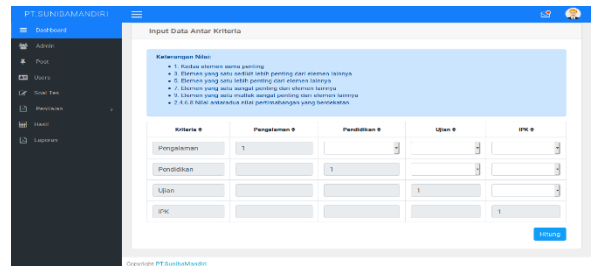 PT.SUNIBAMANDIRI
Dashboard
Admin
Post
Users
Soal Tes
Penilaian
Hasil
Laporan
Input Data Antar Kriteria
Keterangan Nilai:
1. Kedua elemen sama penting
3. Elemen yang satu sedikit lebih penting dari elemen lainnya
5. Elemen yang satu lebih penting dari elemen lainnya
7. Elemen yang satu sangat penting dari elemen lainnya
9. Elemen yang satu mutlak sangat penting dari elemen lainnya
2,4,6,8 Nilai antaradua nilai pertimabangan yang berdekatan
Kriteria Pengalaman Pendidikan Ujian IPK
Pengalaman 1
Pendidikan 1
Ujian 1
IPK 1
Hitung
Copyright PT.SunibaMandiri